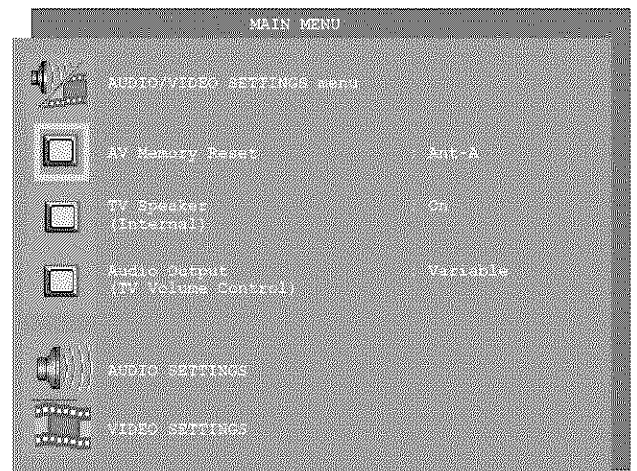 MAIN MENU
AUDIO/VIDEO SETTINGS menu
AV Memory Reset Ant-A
TV Speaker On
(Internal)
Audio Output Variable
(TV Volume Control)
AUDIO SETTINGS
VIDEO SETTINGS